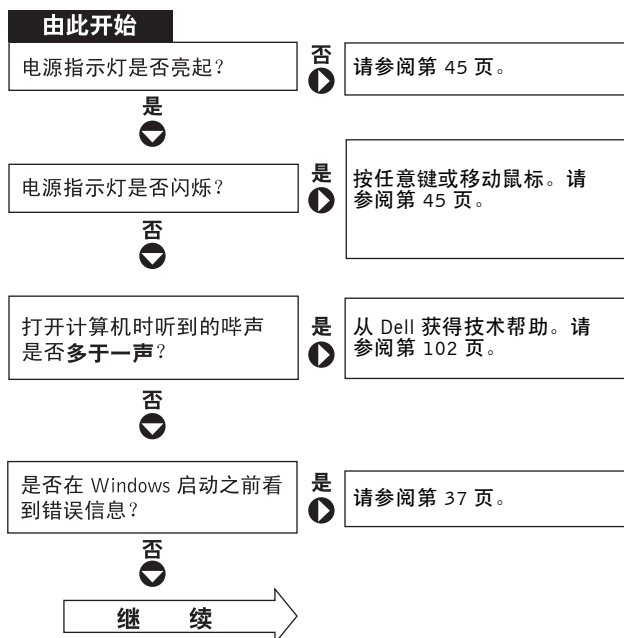 由此开始
电源指示灯是否亮起?
否
请参阅第 45 页。
是
电源指示灯是否闪烁?
是
按任意键或移动鼠标。请
参阅第 45 页。
否
打开计算机时听到的哔声
是否多于一声?
是
从 Dell 获得技术帮助。请
参阅第 102 页。
否
是否在 Windows 启动之前看
到错误信息?
是
请参阅第 37 页。
否
继 续